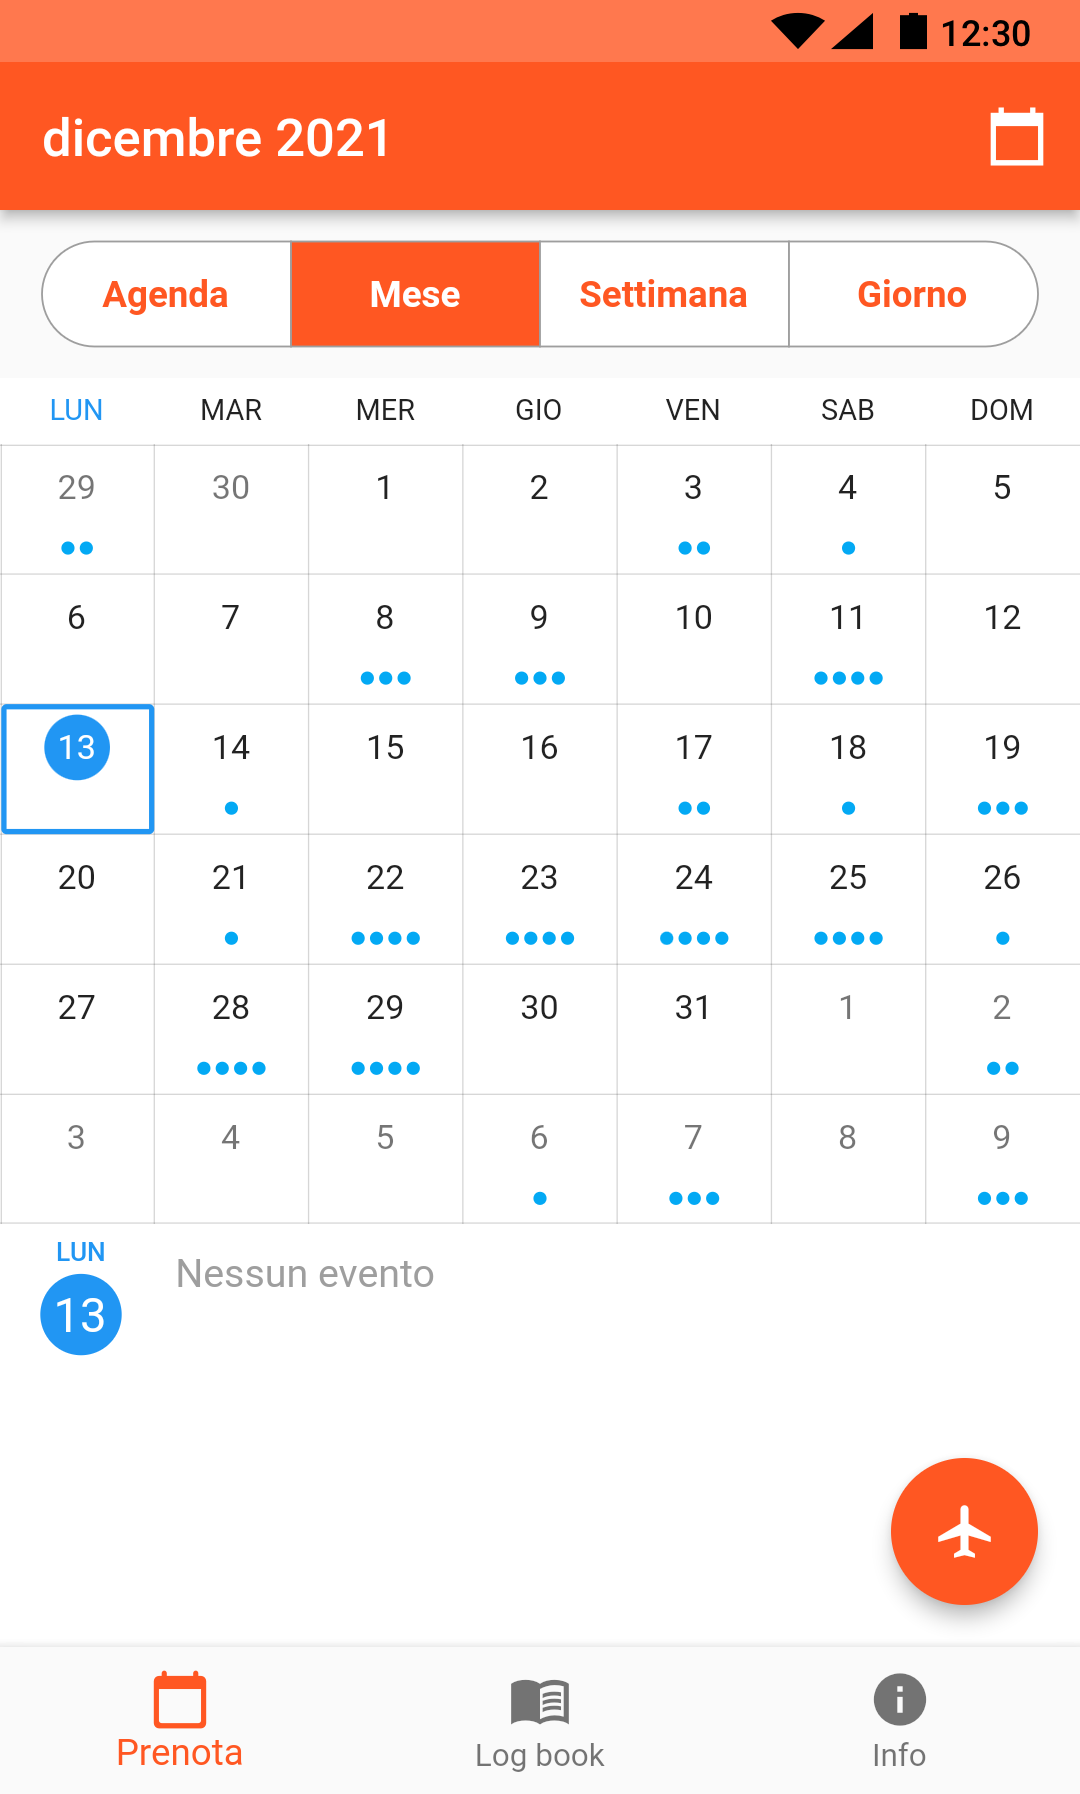 12:30
dicembre 2021
Agenda Mese Settimana Giorno
LUN MAR MER GIO VEN SAB DOM
29 30 1 2 3 4 5
6 7 8 9 10 11 12
13 14 15 16 17 18 19
20 21 22 23 24 25 26
27 28 29 30 31 1 2
3 4 5 6 7 8 9
LUN
13
Nessun evento
Prenota Log book Info